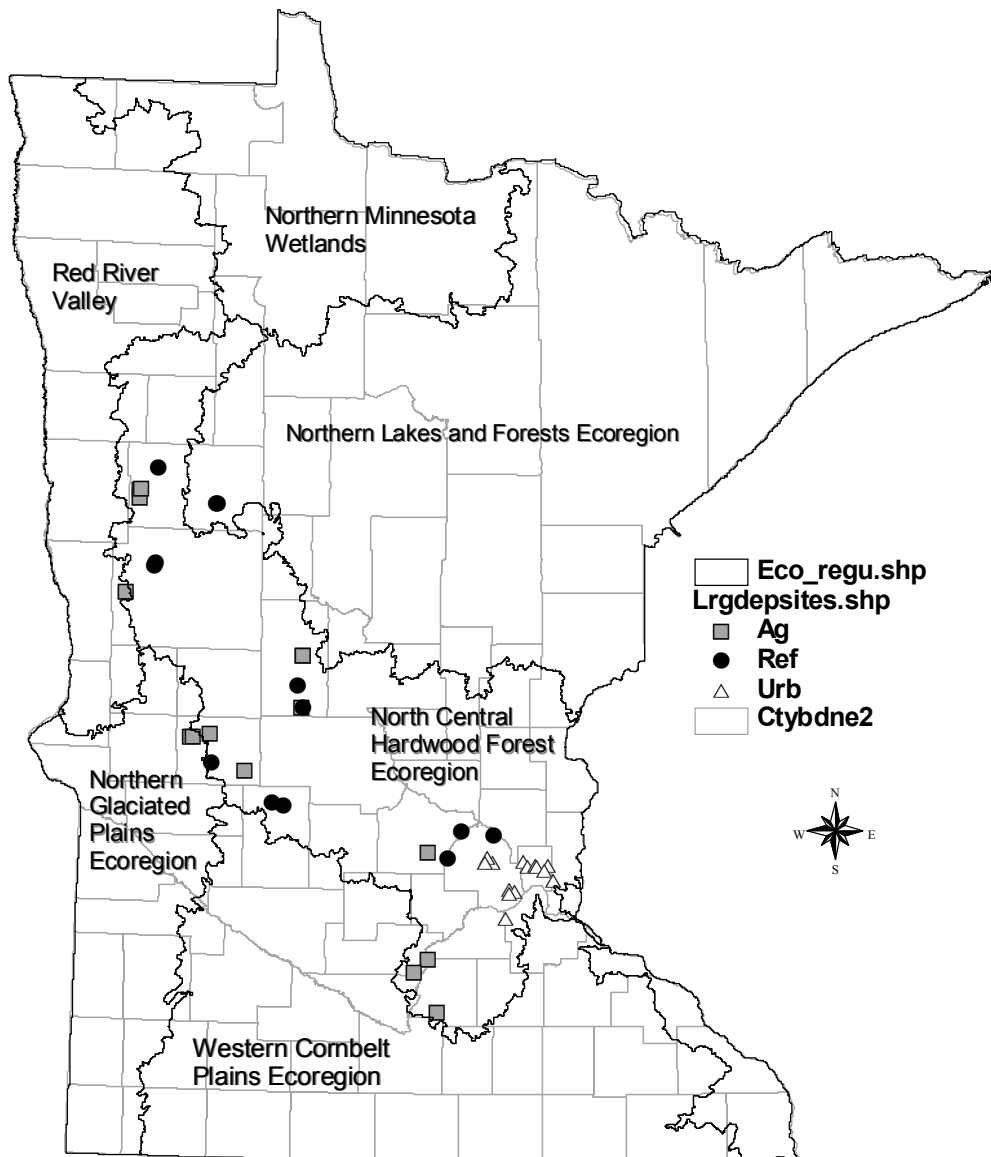 Northern Minnesota
Wetlands
Red River
Valley
Northern Lakes and Forests Ecoregion
Eco_regu.shp
Lrgdepsites.shp
Ag
Ref
Urb
Ctybdne2
North Central
Hardwood Forest
Ecoregion
Northern
Glaciated
Plains
Ecoregion
N
W
E
S
Western Cornbelt
Plains Ecoregion